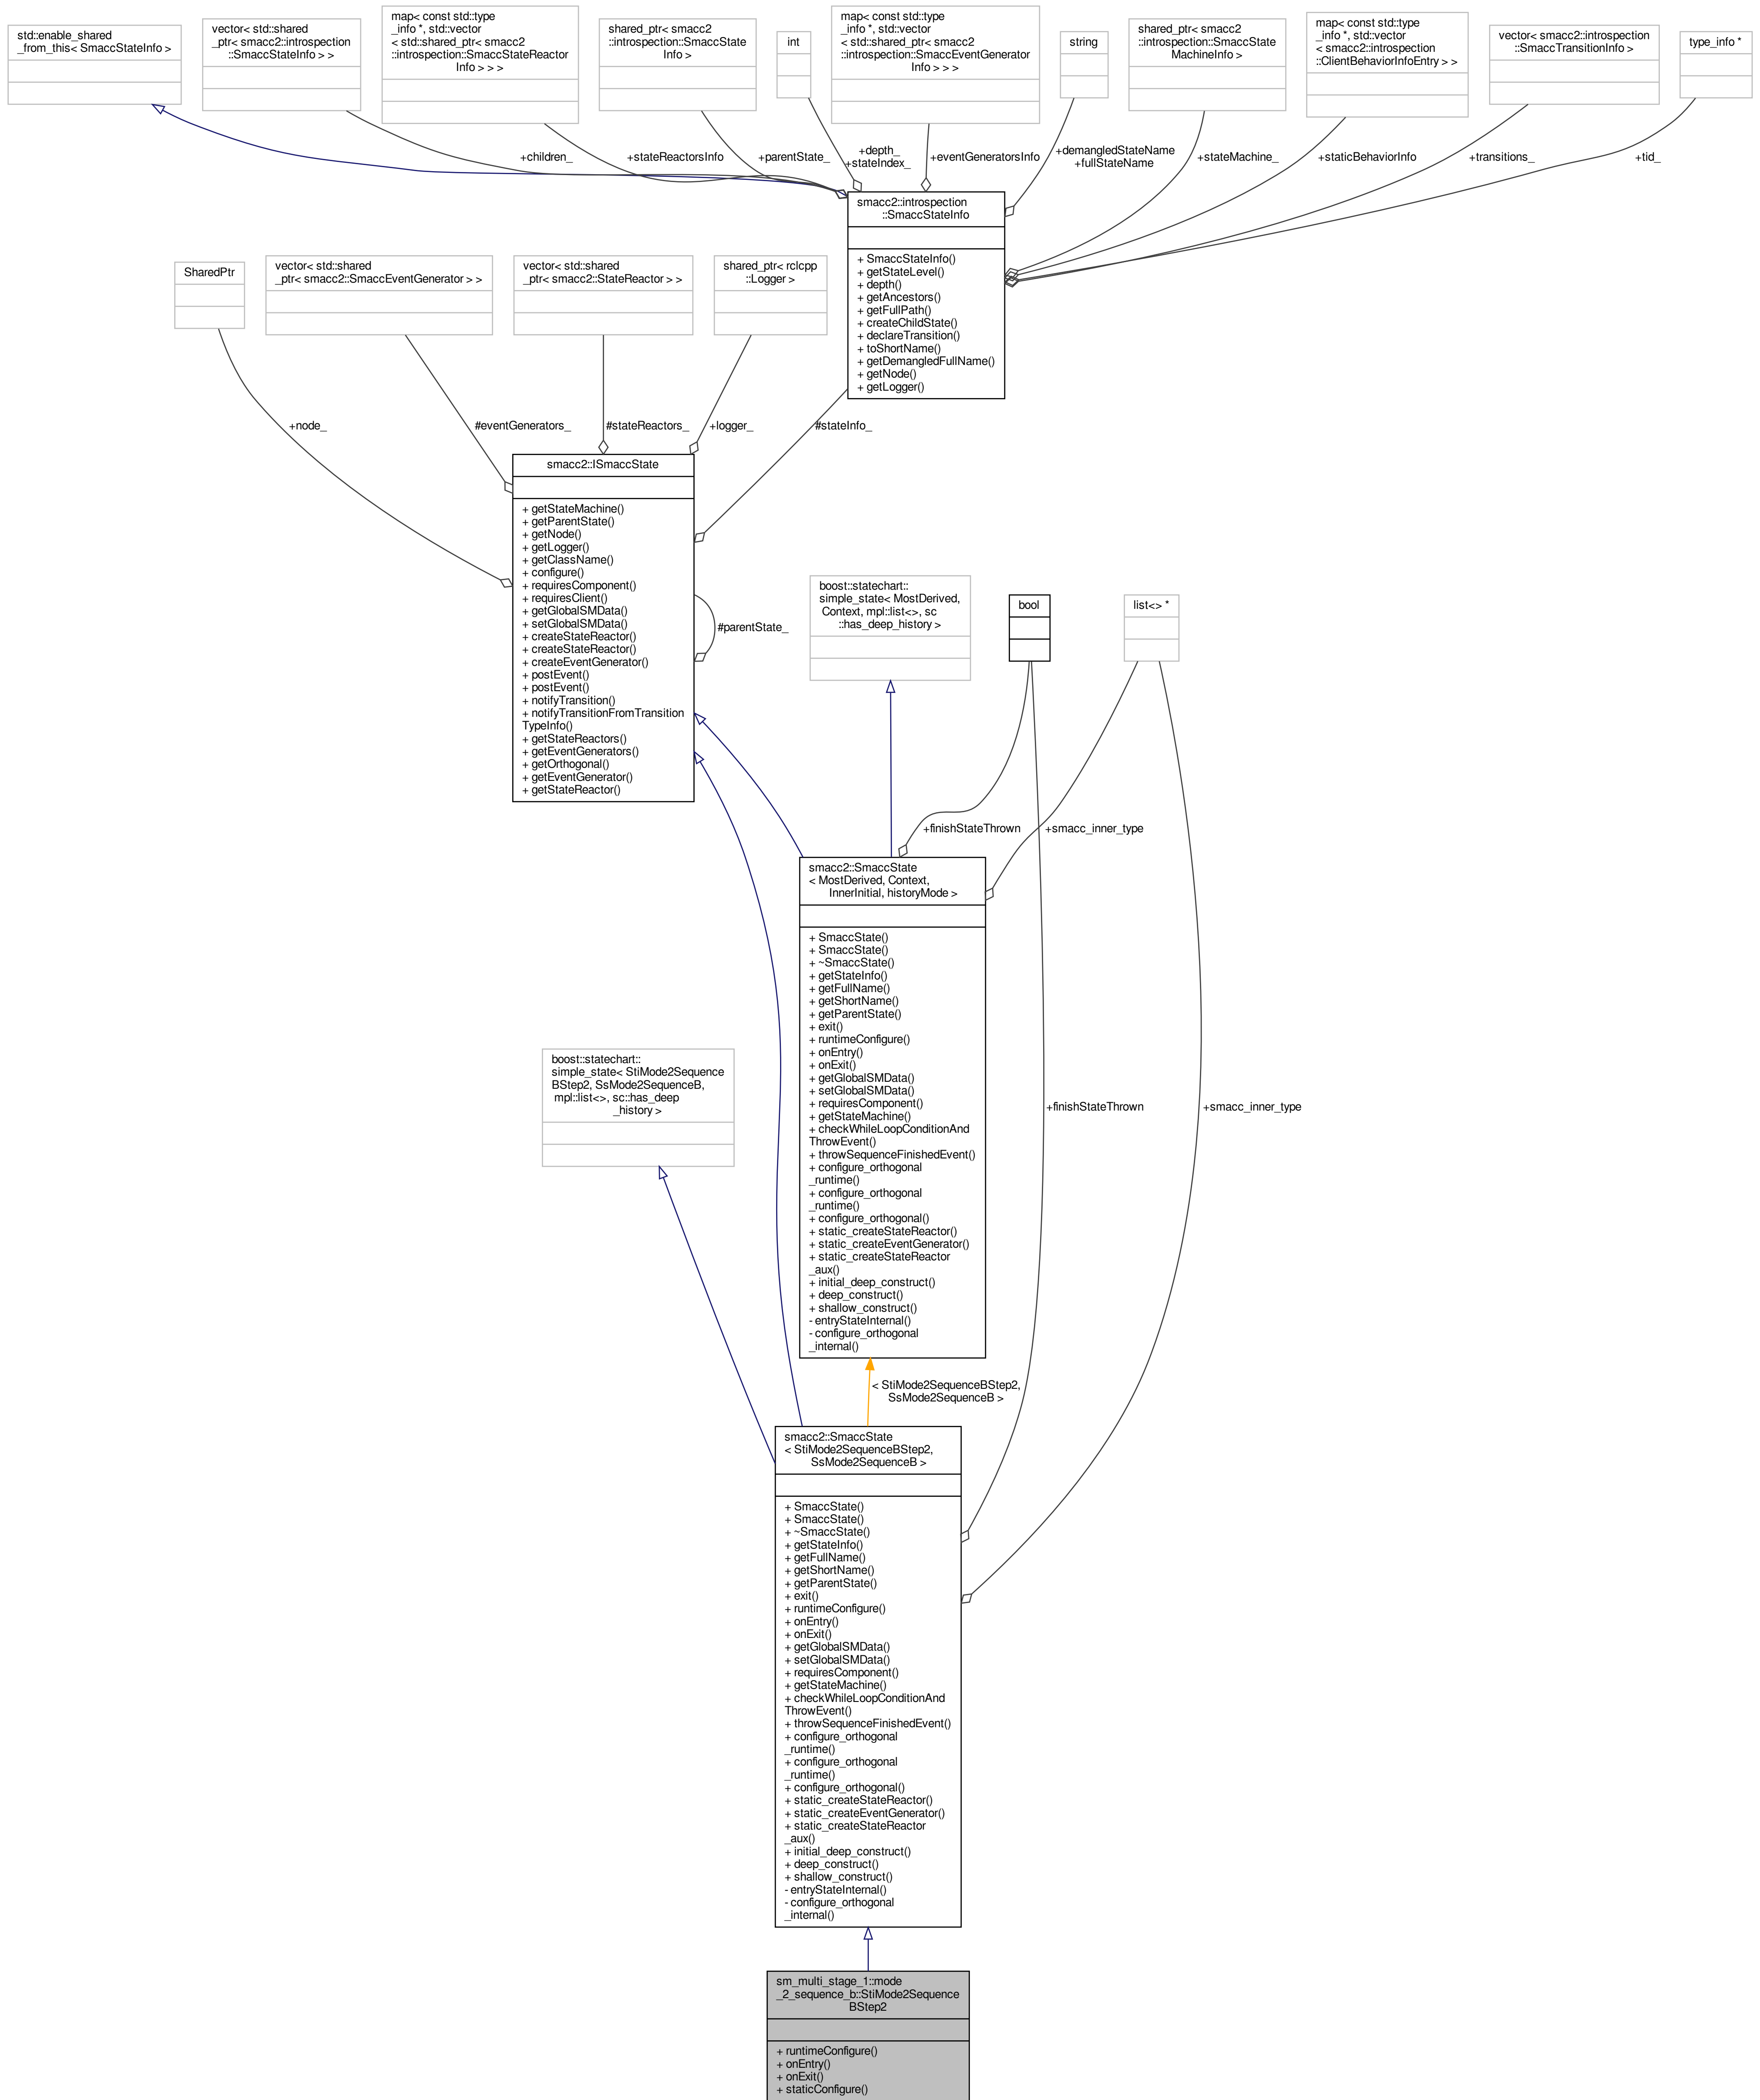 std::enable_shared
_from_this< SmaccStateInfo >
vector< std::shared
_ptr< smacc2::introspection
::SmaccStateInfo > >
map< const std::type
_info *, std::vector
< std::shared_ptr< smacc2
::introspection::SmaccStateReactor
Info > > >
shared_ptr< smacc2
::introspection::SmaccState
Info >
int
map< const std::type
_info *, std::vector
< std::shared_ptr< smacc2
::introspection::SmaccEventGenerator
Info > > >
string
shared_ptr< smacc2
::introspection::SmaccState
MachineInfo >
map< const std::type
_info *, std::vector
< smacc2::introspection
::ClientBehaviorInfoEntry > >
vector< smacc2::introspection
::SmaccTransitionInfo >
type_info *
+children_
+stateReactorsInfo
+parentState_
+depth_
+stateIndex_
+eventGeneratorsInfo
+demangledStateName
+fullStateName
+stateMachine_
+staticBehaviorInfo
+transitions_
+tid_
smacc2::introspection
::SmaccStateInfo
+ SmaccStateInfo()
+ getStateLevel()
+ depth()
+ getAncestors()
+ getFullPath()
+ createChildState()
+ declareTransition()
+ toShortName()
+ getDemangledFullName()
+ getNode()
+ getLogger()
SharedPtr
vector< std::shared
_ptr< smacc2::SmaccEventGenerator > >
vector< std::shared
_ptr< smacc2::StateReactor > >
shared_ptr< rclcpp
::Logger >
+node_
#eventGenerators_
#stateReactors_
+logger_
#stateInfo_
smacc2::ISmaccState
+ getStateMachine()
+ getParentState()
+ getNode()
+ getLogger()
+ getClassName()
+ configure()
+ requiresComponent()
+ requiresClient()
+ getGlobalSMData()
+ setGlobalSMData()
+ createStateReactor()
+ createStateReactor()
+ createEventGenerator()
+ postEvent()
+ postEvent()
+ notifyTransition()
+ notifyTransitionFromTransition
TypeInfo()
+ getStateReactors()
+ getEventGenerators()
+ getOrthogonal()
+ getEventGenerator()
+ getStateReactor()
#parentState_
boost::statechart::
simple_state< MostDerived,
Context, mpl::list<>, sc
::has_deep_history >
bool
list<> *
+finishStateThrown
+smacc_inner_type
smacc2::SmaccState
< MostDerived, Context,
InnerInitial, historyMode >
+ SmaccState()
+ SmaccState()
+ ~SmaccState()
+ getStateInfo()
+ getFullName()
+ getShortName()
+ getParentState()
+ exit()
+ runtimeConfigure()
+ onEntry()
+ onExit()
+ getGlobalSMData()
+ setGlobalSMData()
+ requiresComponent()
+ getStateMachine()
+ checkWhileLoopConditionAnd
ThrowEvent()
+ throwSequenceFinishedEvent()
+ configure_orthogonal
_runtime()
+ configure_orthogonal
_runtime()
+ configure_orthogonal()
+ static_createStateReactor()
+ static_createEventGenerator()
+ static_createStateReactor
_aux()
+ initial_deep_construct()
+ deep_construct()
+ shallow_construct()
- entryStateInternal()
- configure_orthogonal
_internal()
boost::statechart::
simple_state< StiMode2Sequence
BStep2, SsMode2SequenceB,
mpl::list<>, sc::has_deep
_history >
+finishStateThrown
+smacc_inner_type
< StiMode2SequenceBStep2,
SsMode2SequenceB >
smacc2::SmaccState
< StiMode2SequenceBStep2,
SsMode2SequenceB >
+ SmaccState()
+ SmaccState()
+ ~SmaccState()
+ getStateInfo()
+ getFullName()
+ getShortName()
+ getParentState()
+ exit()
+ runtimeConfigure()
+ onEntry()
+ onExit()
+ getGlobalSMData()
+ setGlobalSMData()
+ requiresComponent()
+ getStateMachine()
+ checkWhileLoopConditionAnd
ThrowEvent()
+ throwSequenceFinishedEvent()
+ configure_orthogonal
_runtime()
+ configure_orthogonal
_runtime()
+ configure_orthogonal()
+ static_createStateReactor()
+ static_createEventGenerator()
+ static_createStateReactor
_aux()
+ initial_deep_construct()
+ deep_construct()
+ shallow_construct()
- entryStateInternal()
- configure_orthogonal
_internal()
sm_multi_stage_1::mode
_2_sequence_b::StiMode2Sequence
BStep2
+ runtimeConfigure()
+ onEntry()
+ onExit()
+ staticConfigure()